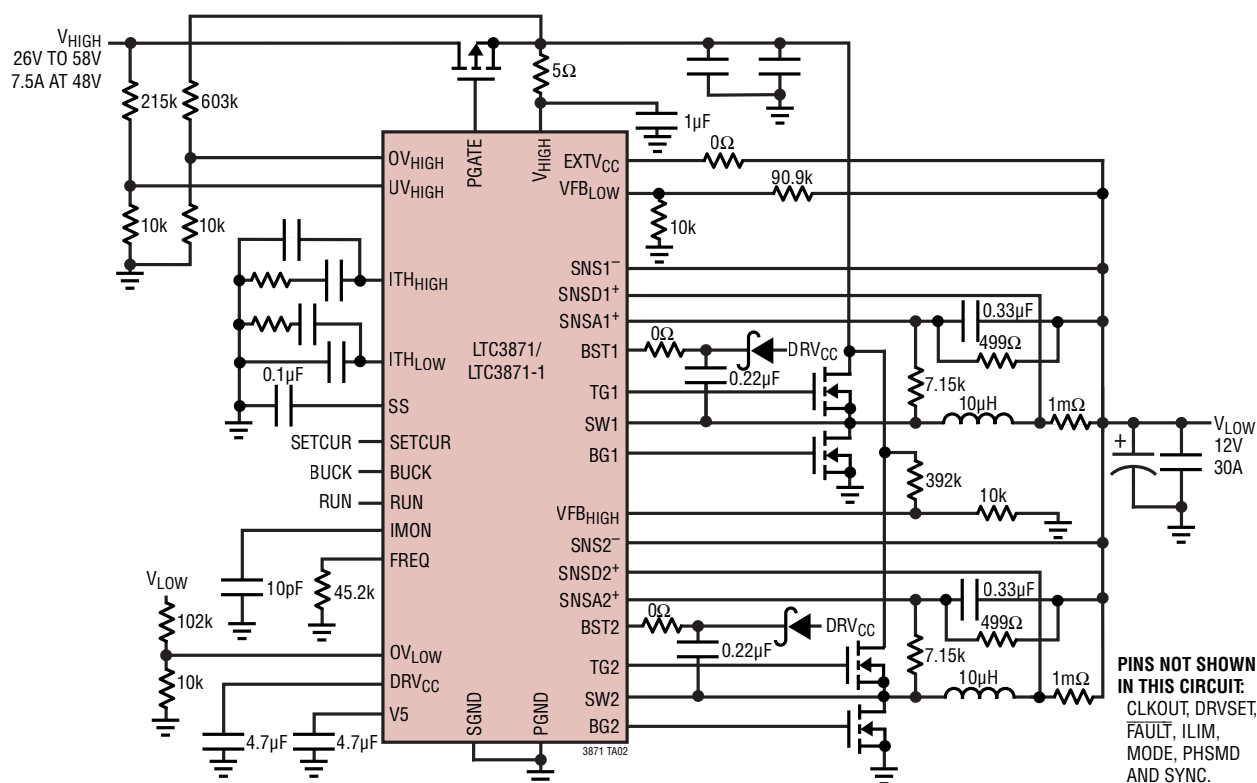 VHIGH
26V TO 58V
7.5A AT 48V
215k
603k
5Ω
1µF
10k
10k
OVHIGH
UVHIGH
PGATE
VHIGH
ITHHIGH
ITHLOW
0.1µF
SS
SETCUR
SETCUR
BUCK
BUCK
RUN
RUN
IMON
FREQ
10pF
45.2k
VLOW
102k
10k
OVLOW
DRVCC
V5
4.7µF
4.7µF
LTC3871/
LTC3871-1
SGND
PGND
3871 TA02
EXTVCC
0Ω
VFBLOW
90.9k
10k
SNS1–
SNSD1+
SNSA1+
0.33µF
499Ω
BST1
0Ω
DRVCC
0.22µF
7.15k
TG1
SW1
10µH
1mΩ
BG1
VLOW
12V
30A
+
392k
VFBHIGH
10k
SNS2–
SNSD2+
SNSA2+
0.33µF
499Ω
BST2
0Ω
DRVCC
0.22µF
7.15k
TG2
SW2
10µH
1mΩ
BG2
PINS NOT SHOWN
IN THIS CIRCUIT:
CLKOUT, DRVSET,
FAULT, ILIM,
MODE, PHSMD
AND SYNC.